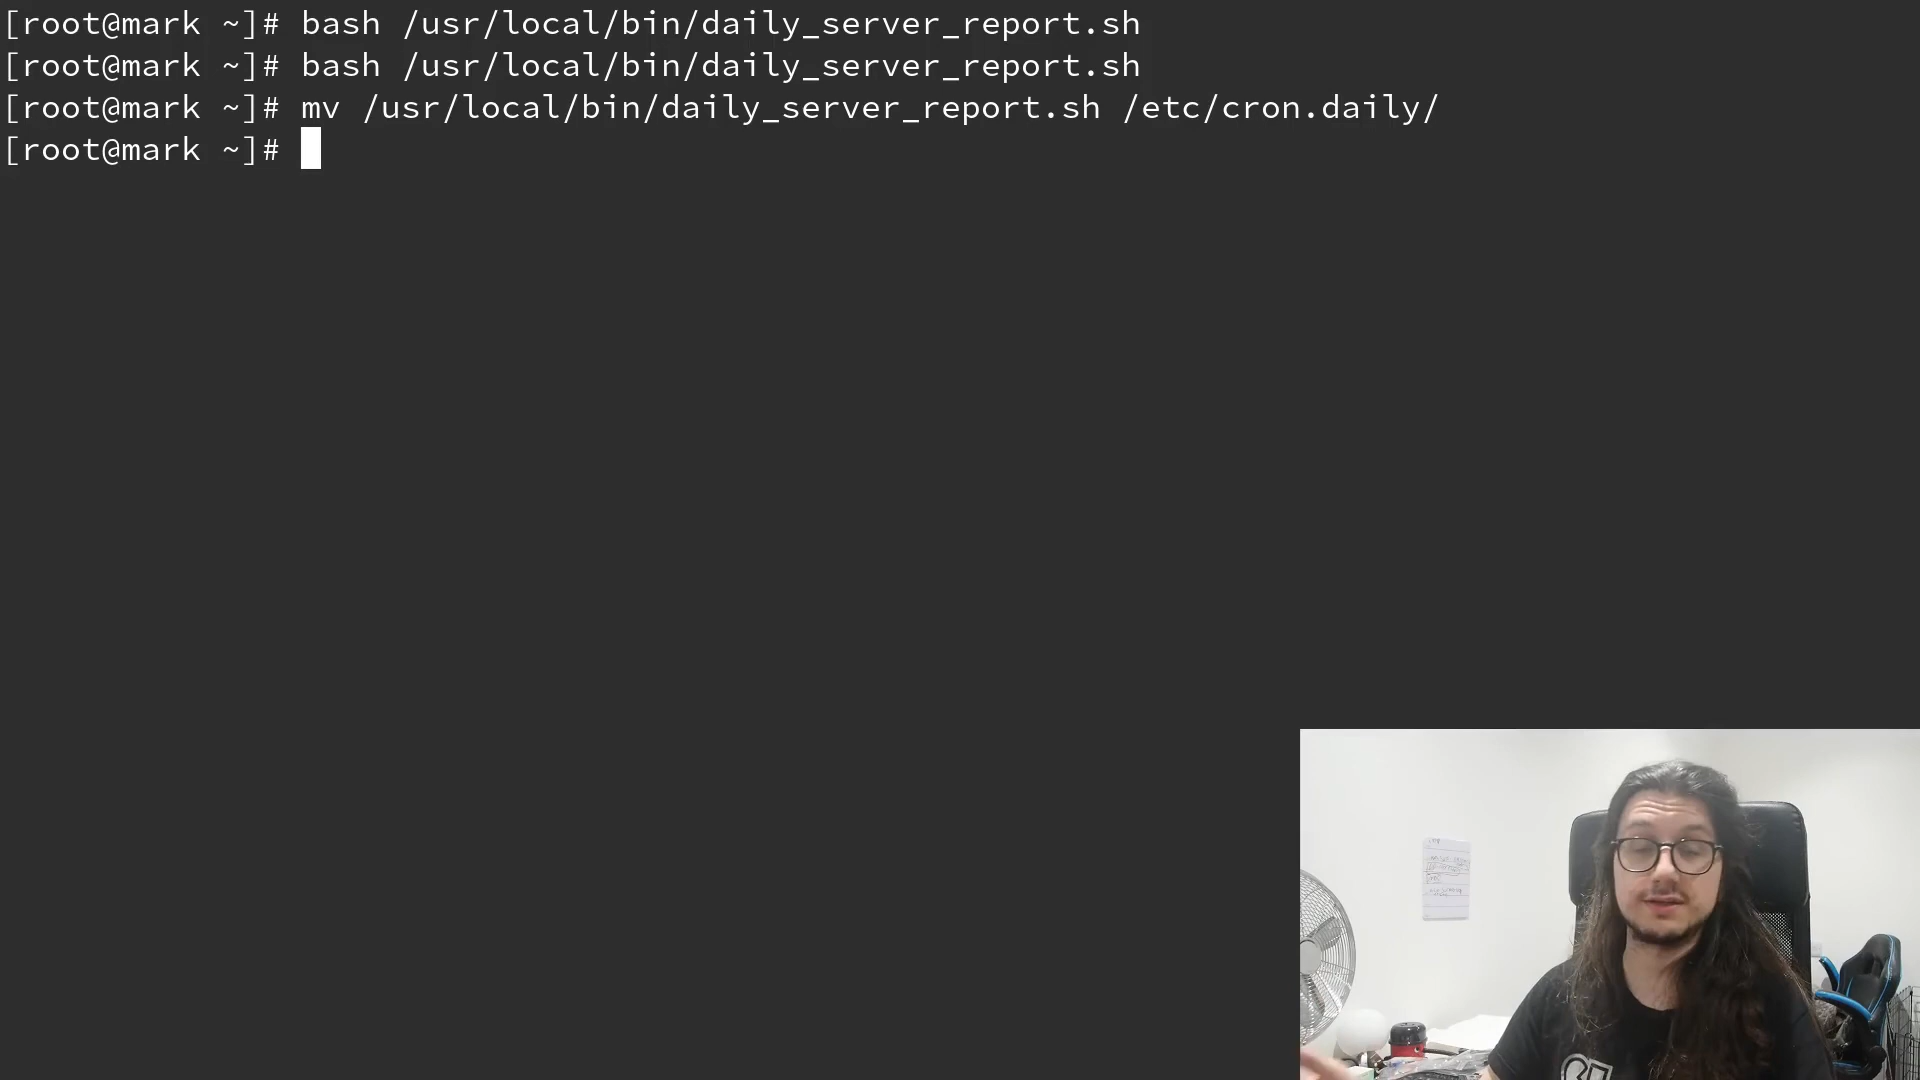 [root@mark ~]# bash /usr/local/bin/daily_server_report.sh
[root@mark ~]# bash /usr/local/bin/daily_server_report.sh
[root@mark ~]# mv /usr/local/bin/daily_server_report.sh /etc/cron.daily/
[root@mark ~]#